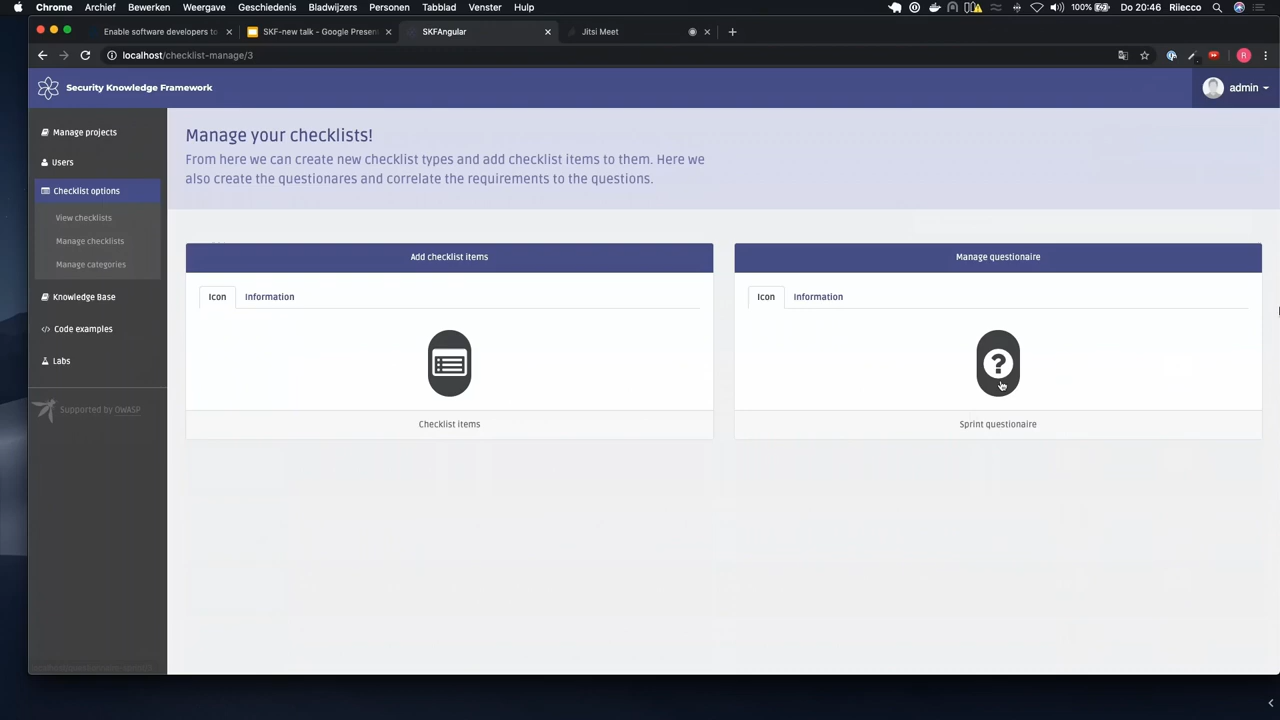 Chrome Archief Bewerken Weergave Geschiedenis Bladwijzers Personen Tabblad Venster Help 100% Do 20:46 Riiecco
Enable software developers to SKF-new talk - Google Presen SKFAngular Jitsi Meet
localhost/checklist-manage/3 R
Security Knowledge Framework admin
Manage projects
Users
Checklist options
View checklists
Manage checklists
Manage categories
Knowledge Base
Code examples
Labs
Supported by OWASP
Manage your checklists!
From here we can create new checklist types and add checklist items to them. Here we
also create the questionares and correlate the requirements to the questions.
Add checklist items
Icon Information
Checklist items
Manage questionaire
Icon Information
Sprint questionaire